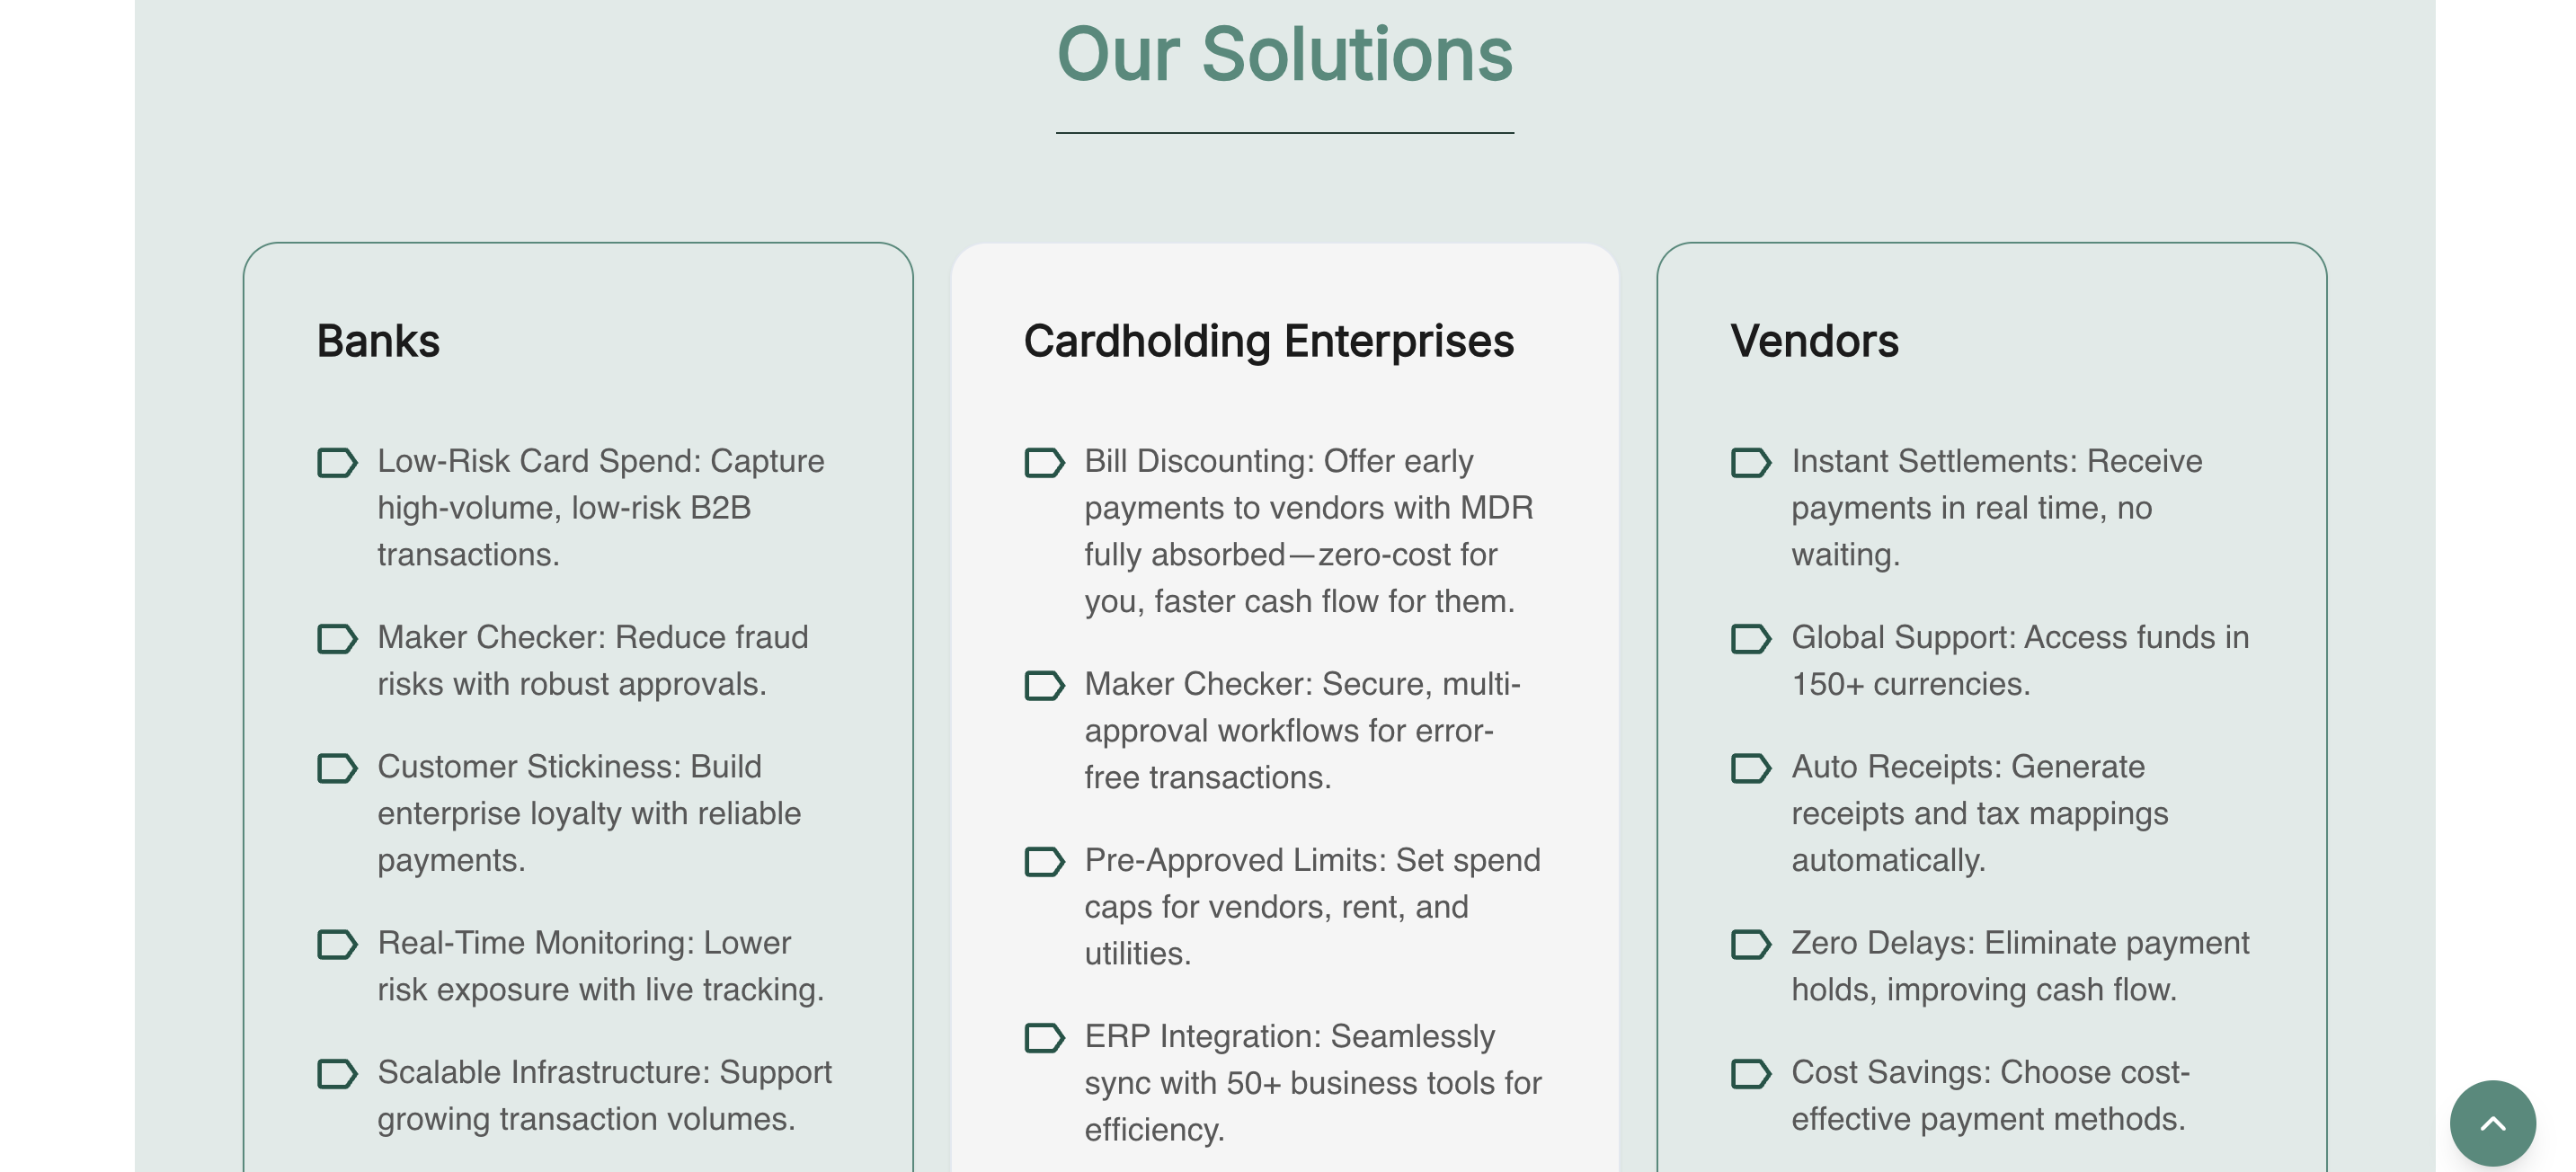 Our Solutions
Banks
Low-Risk Card Spend: Capture
high-volume, low-risk B2B
transactions.
Maker Checker: Reduce fraud
risks with robust approvals.
Customer Stickiness: Build
enterprise loyalty with reliable
payments.
Real-Time Monitoring: Lower
risk exposure with live tracking.
Scalable Infrastructure: Support
growing transaction volumes.
Cardholding Enterprises
Bill Discounting: Offer early
payments to vendors with MDR
fully absorbed—zero-cost for
you, faster cash flow for them.
Maker Checker: Secure, multi-
approval workflows for error-
free transactions.
Pre-Approved Limits: Set spend
caps for vendors, rent, and
utilities.
ERP Integration: Seamlessly
sync with 50+ business tools for
efficiency.
Vendors
Instant Settlements: Receive
payments in real time, no
waiting.
Global Support: Access funds in
150+ currencies.
Auto Receipts: Generate
receipts and tax mappings
automatically.
Zero Delays: Eliminate payment
holds, improving cash flow.
Cost Savings: Choose cost-
effective payment methods.